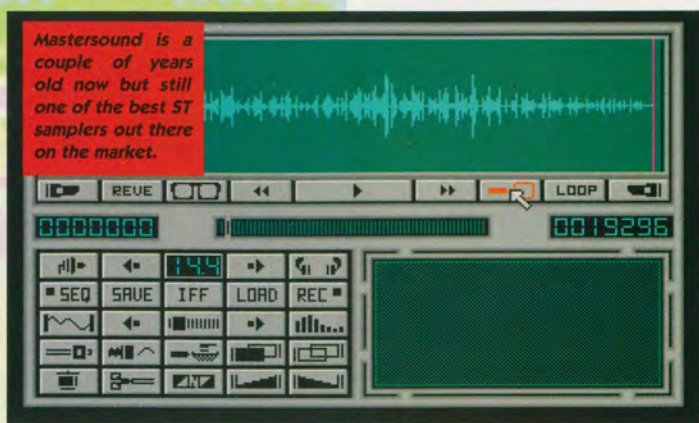 Mastersound is a
couple of years
old now but still
one of the best ST
samplers out there
on the market.
REVE
LOOP
0000000
0019296
14.4
SEQ SAVE IFF LOAD REC